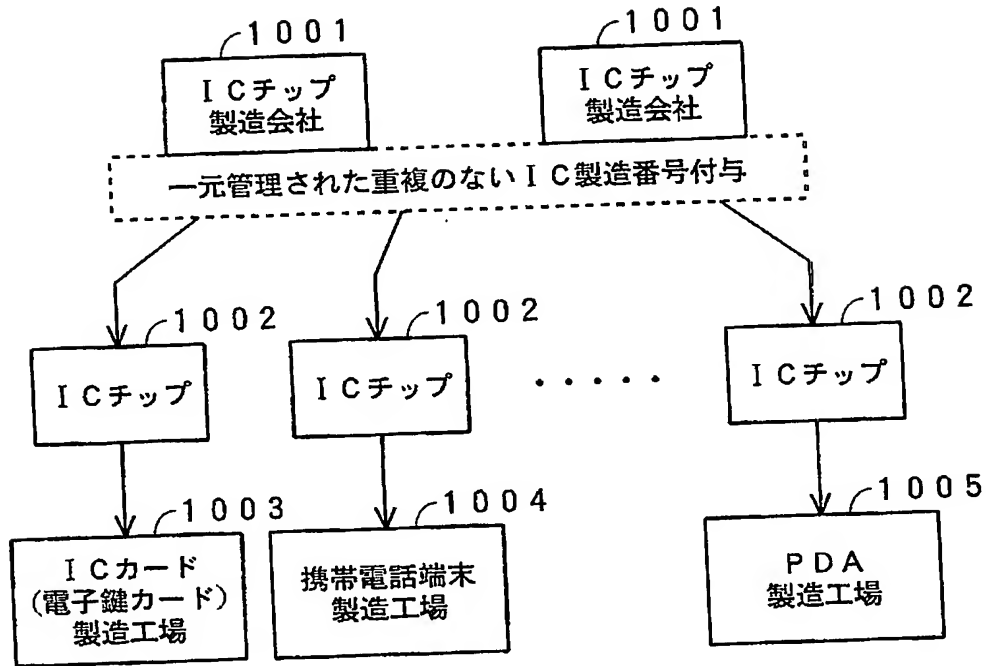 1001
1001
ICチップ
製造会社
ICチップ
製造会社
一元管理された重複のないIC製造番号付与
1002
1002
1002
ICチップ
ICチップ
・・・・・
ICチップ
1003
1004
1005
ICカード
(電子鍵カード)
製造工場
携帯電話端末
製造工場
PDA
製造工場